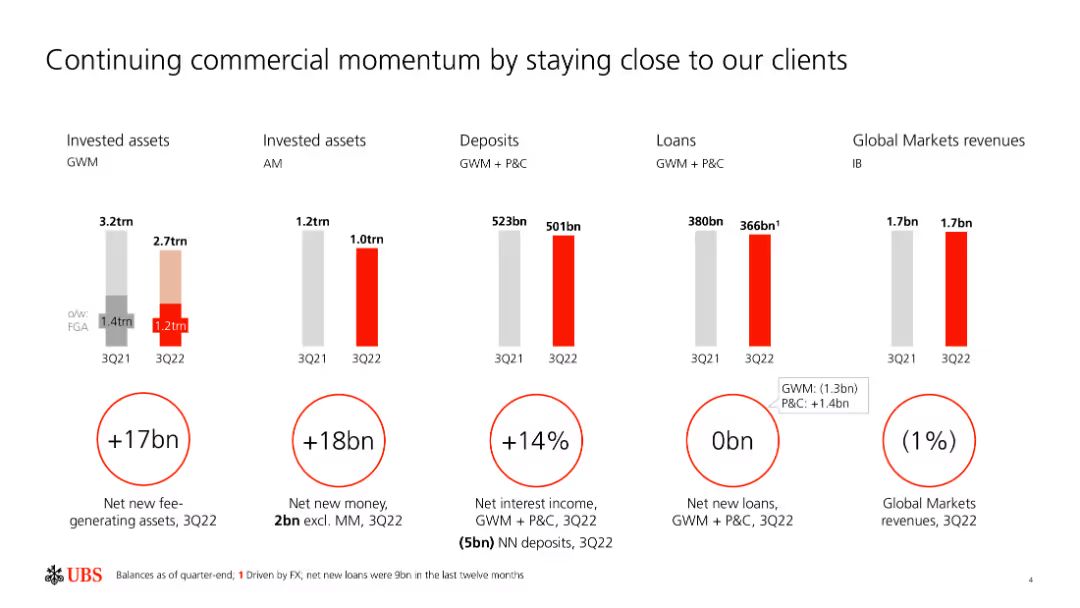 Continuing commercial momentum by staying close to our clients
Invested assets
GWM
3.2trn
2.7trn
o/w:
FGA
1.4trn
1.2trn
3Q21
3Q22
+17bn
Net new fee-
generating assets, 3Q22
Invested assets
AM
1.2trn
1.0trn
3Q21
3Q22
+18bn
Net new money,
2bn excl. MM, 3Q22
Deposits
GWM + P&C
523bn
501bn
3Q21
3Q22
+14%
Net interest income,
GWM + P&C, 3Q22
(5bn) NN deposits, 3Q22
Loans
GWM + P&C
380bn
366bn¹
3Q21
3Q22
GWM: (1.3bn)
P&C: +1.4bn
0bn
Net new loans,
GWM + P&C, 3Q22
Global Markets revenues
IB
1.7bn
1.7bn
3Q21
3Q22
(1%)
Global Markets
revenues, 3Q22
UBS
Balances as of quarter-end; 1 Driven by FX; net new loans were 9bn in the last twelve months
4